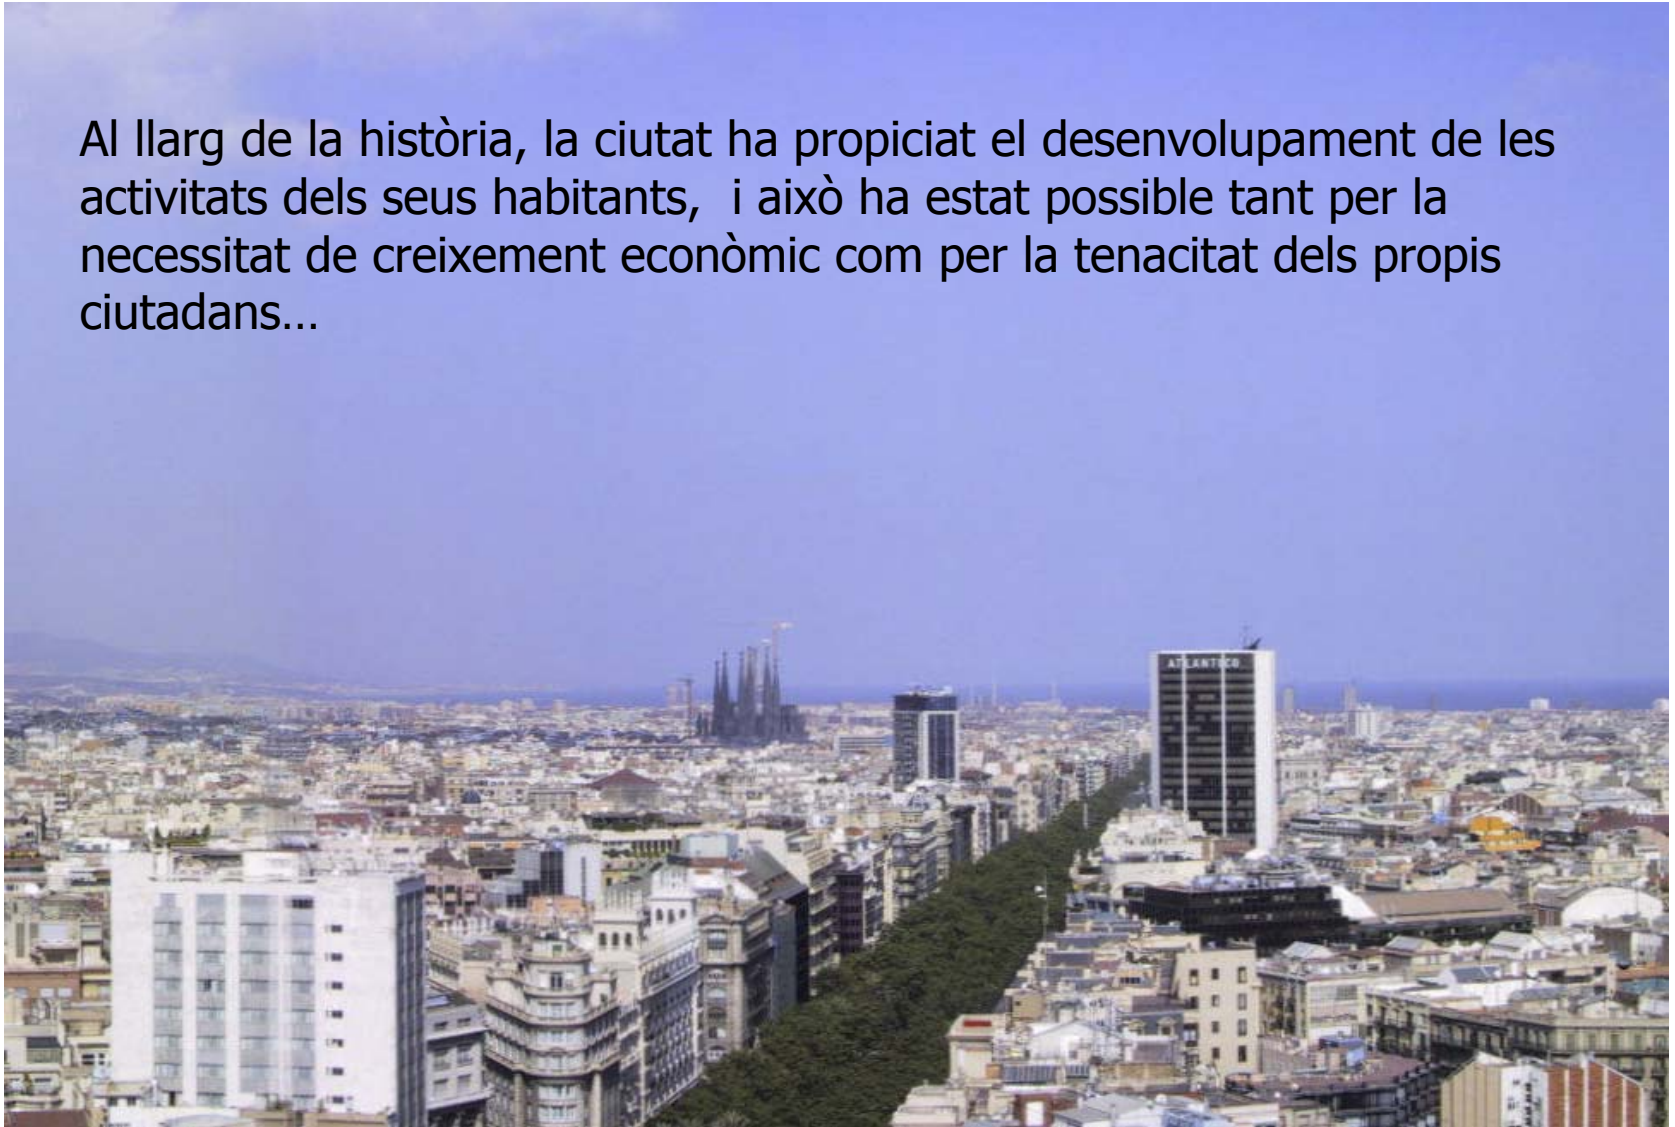 Al llarg de la història, la ciutat ha propiciat el desenvolupament de les
activitats dels seus habitants,  i això ha estat possible tant per la
necessitat de creixement econòmic com per la tenacitat dels propis
ciutadans…
ATLANTICO